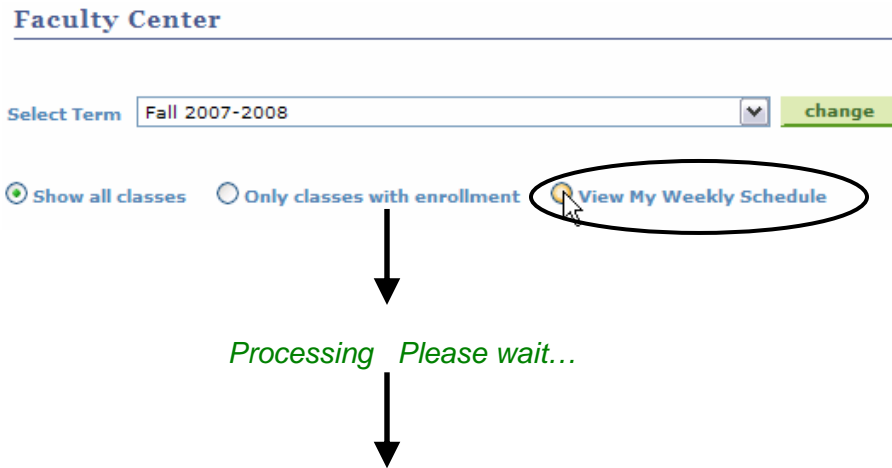 Faculty Center
Select Term Fall 2007-2008 change
Show all classes Only classes with enrollment View My Weekly Schedule
Processing Please wait…